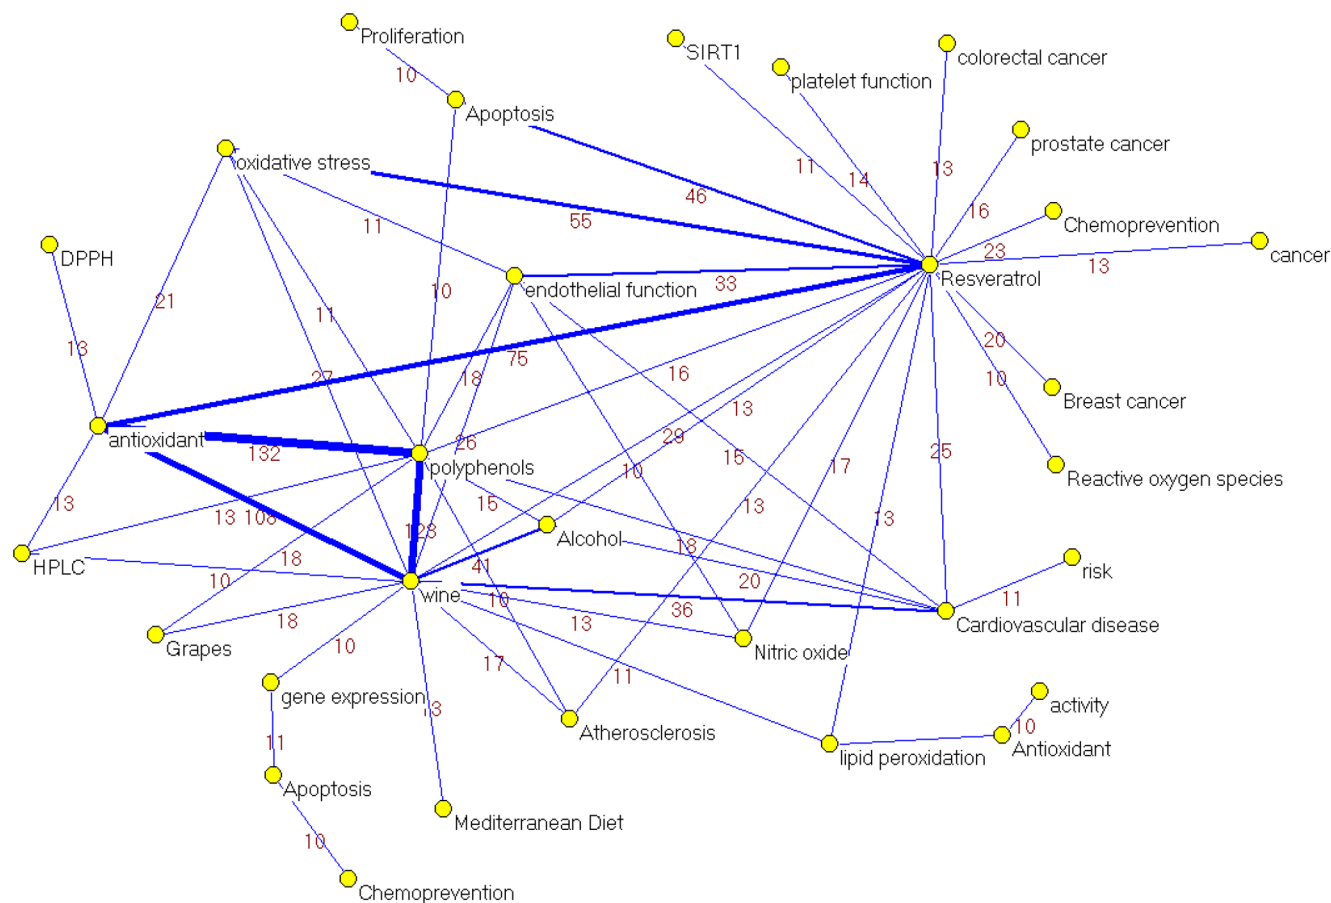 Proliferation
SIRT1
colorectal cancer
10
platelet function
Apoptosis
prostate cancer
oxidative stress
11
14
13
46
16
Chemoprevention
55
11
23
cancer
DPPH
13
Resveratrol
endothelial function
33
21
10
11
20
13
75
18
16
10
27
13
Breast cancer
antioxidant
132
26
29
15
25
polyphenols
10
17
Reactive oxygen species
13
15
13
13
13
108
128
Alcohol
18
HPLC
18
41
risk
10
20
wine
10
36
11
18
13
Cardiovascular disease
Grapes
10
17
Nitric oxide
11
gene expression
3
activity
Atherosclerosis
10
11
lipid peroxidation
Antioxidant
Apoptosis
Mediterranean Diet
10
Chemoprevention